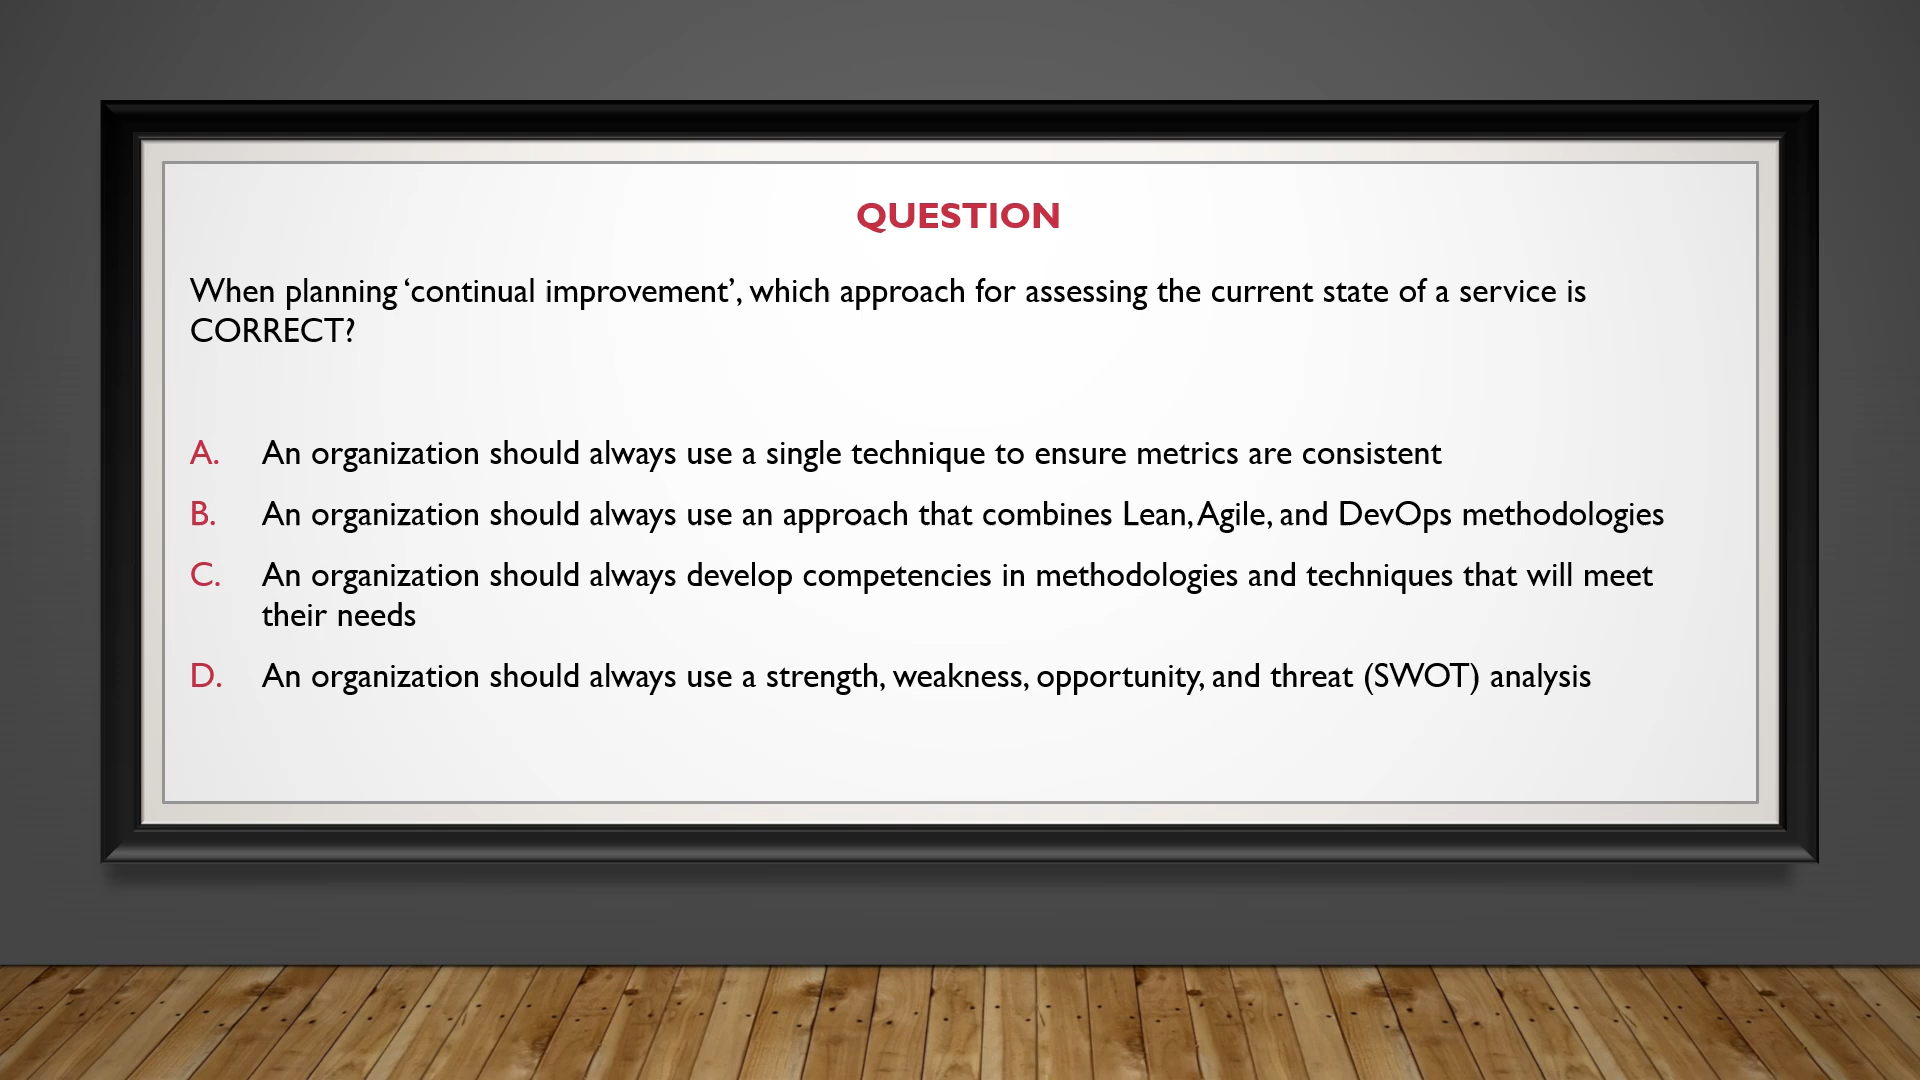 QUESTION
When planning ‘continual improvement’, which approach for assessing the current state of a service is
CORRECT?
A. An organization should always use a single technique to ensure metrics are consistent
B. An organization should always use an approach that combines Lean, Agile, and DevOps methodologies
C. An organization should always develop competencies in methodologies and techniques that will meet
their needs
D. An organization should always use a strength, weakness, opportunity, and threat (SWOT) analysis